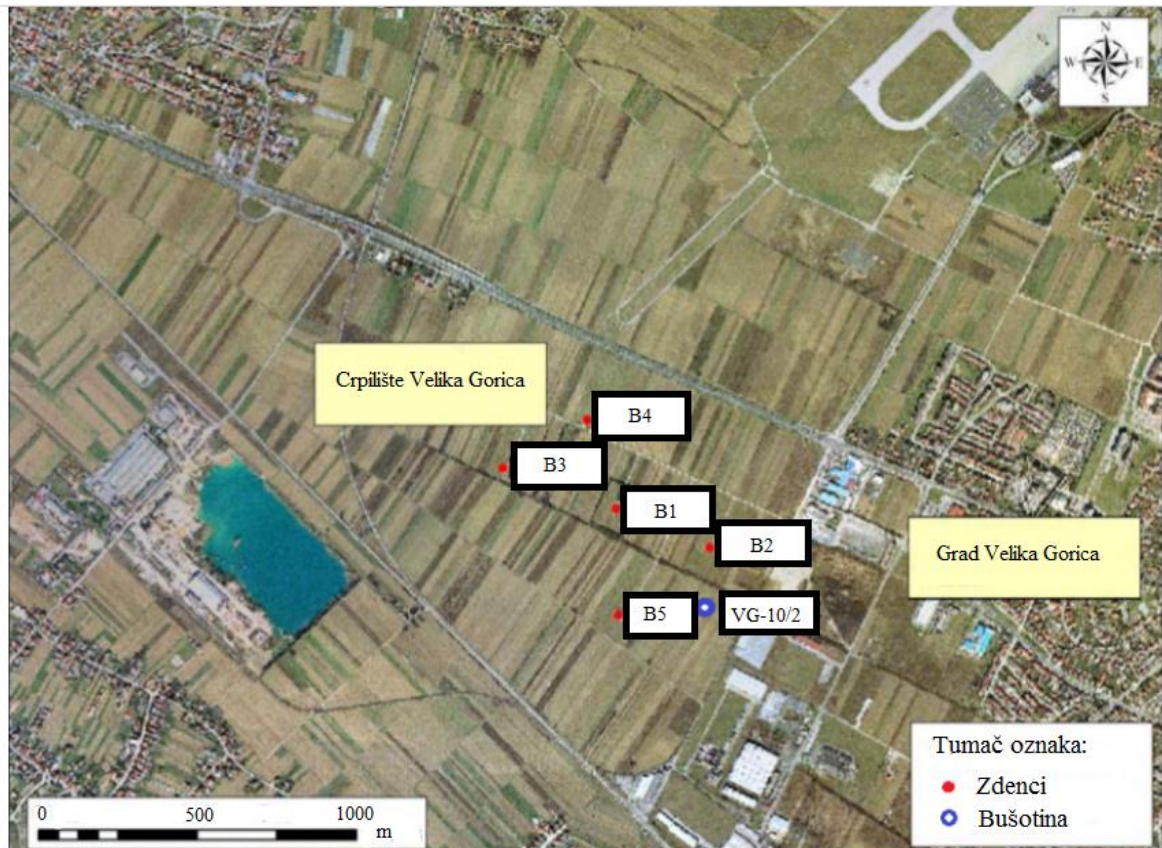 N
W E
S
Crpilište Velika Gorica
B4
B3
B1
B2
Grad Velika Gorica
B5
VG-10/2
Tumač oznaka:
Zdenci
Bušotina
0 500 1000
m